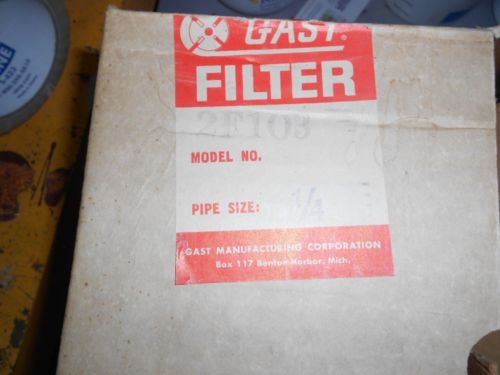 GAST®
FILTER
2F103
MODEL NO.
PIPE SIZE: 1/4
GAST MANUFACTURING CORPORATION
Box 117 Benton Harbor, Mich.